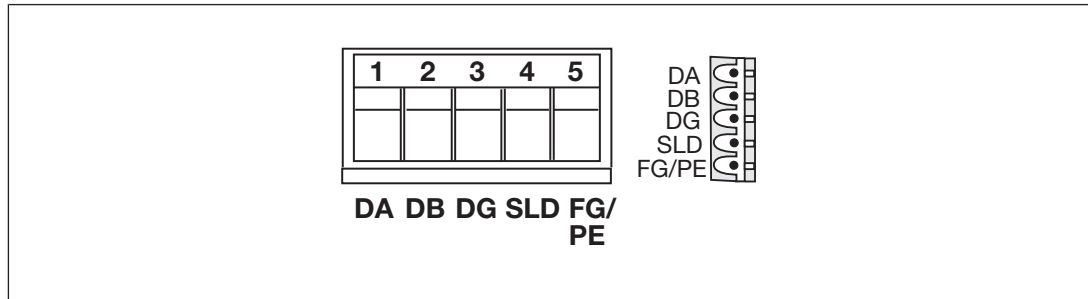 1 2 3 4 5
DA DB DG SLD FG/
PE
DA
DB
DG
SLD
FG/PE